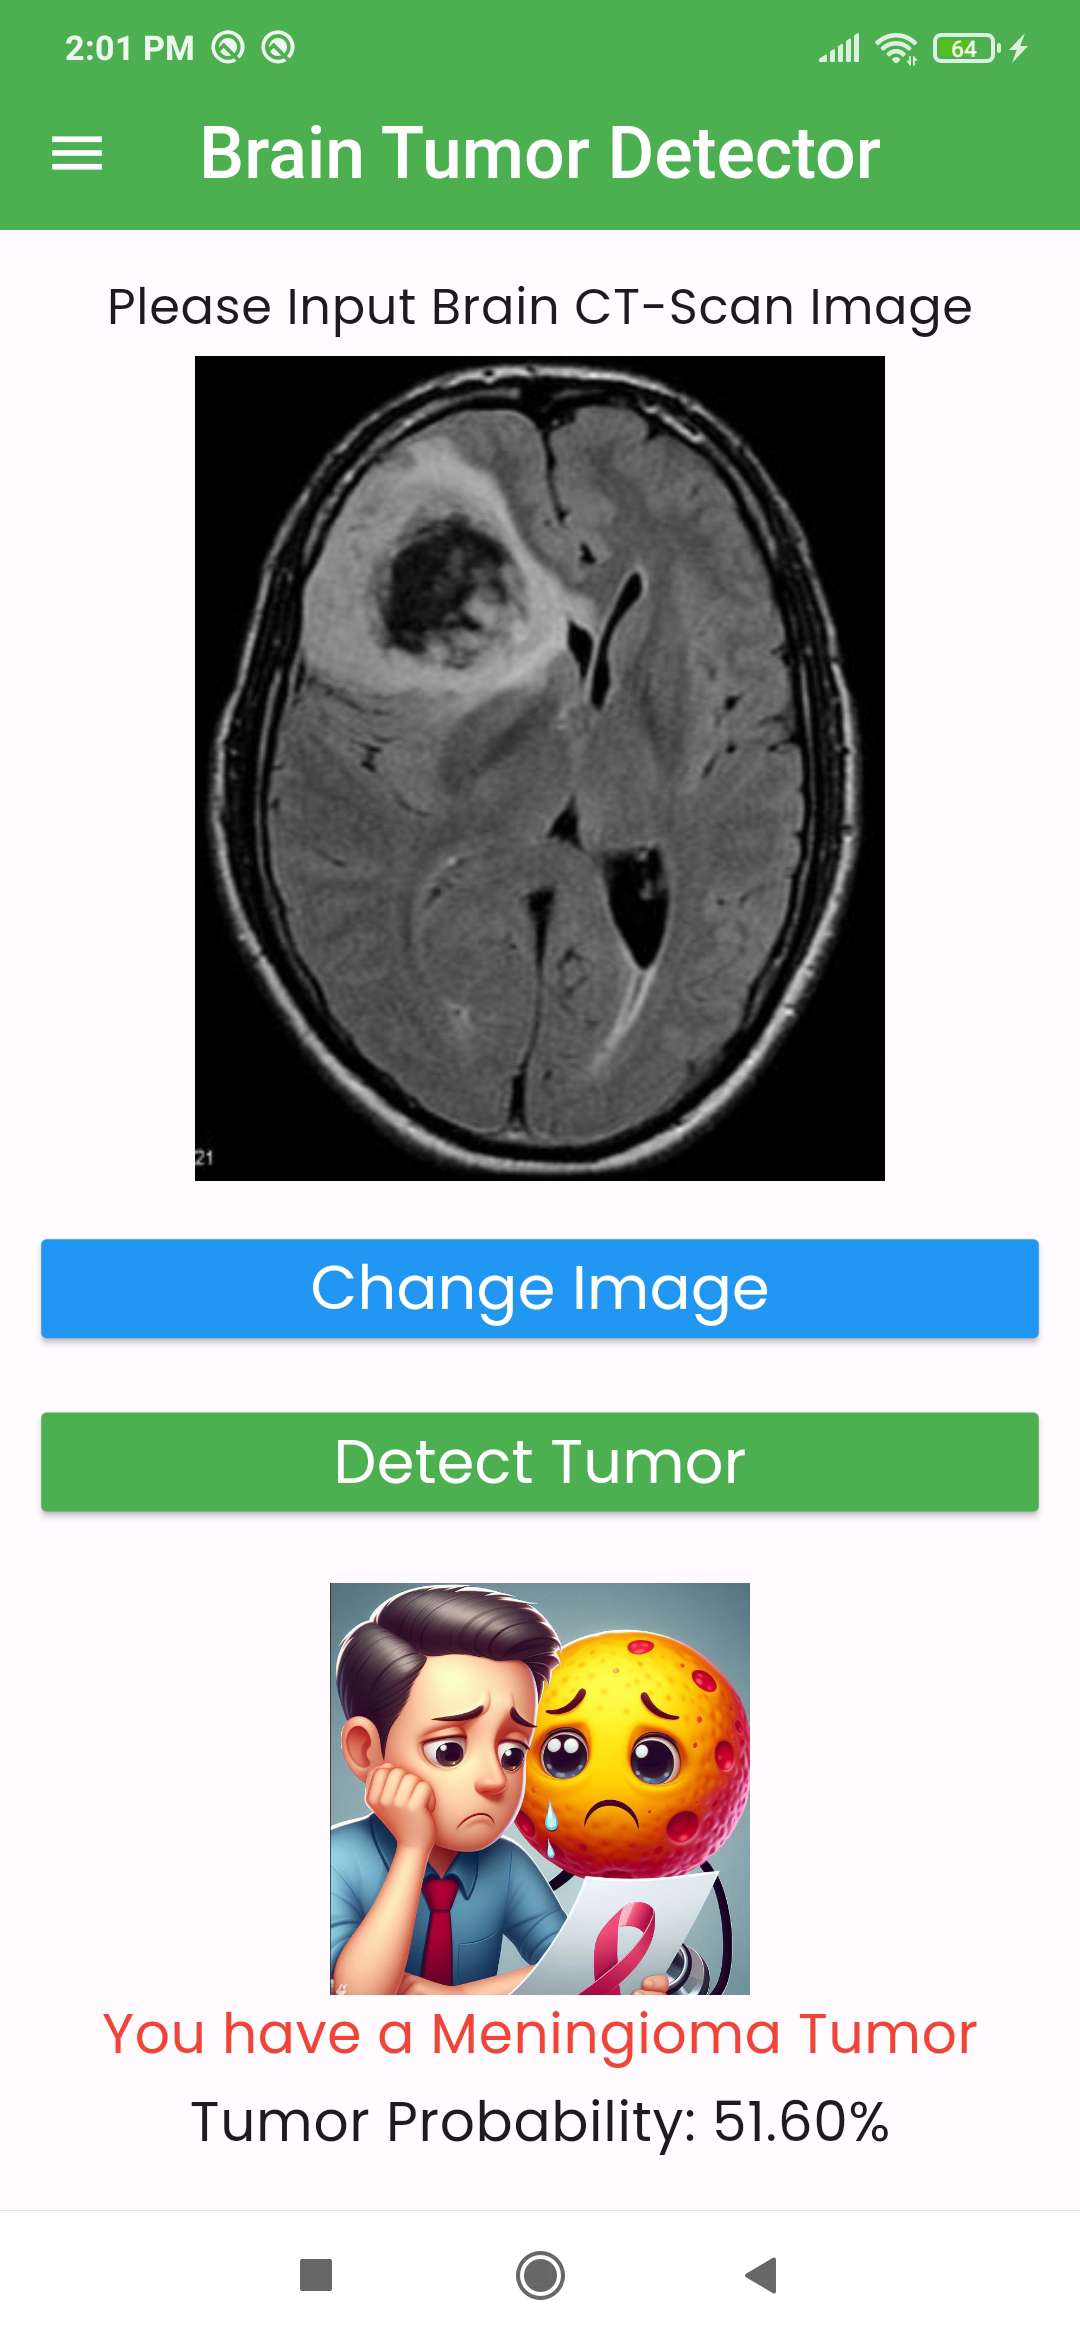 2:01 PM
64
Brain Tumor Detector
Please Input Brain CT-Scan Image
21
Change Image
Detect Tumor
You have a Meningioma Tumor
Tumor Probability: 51.60%